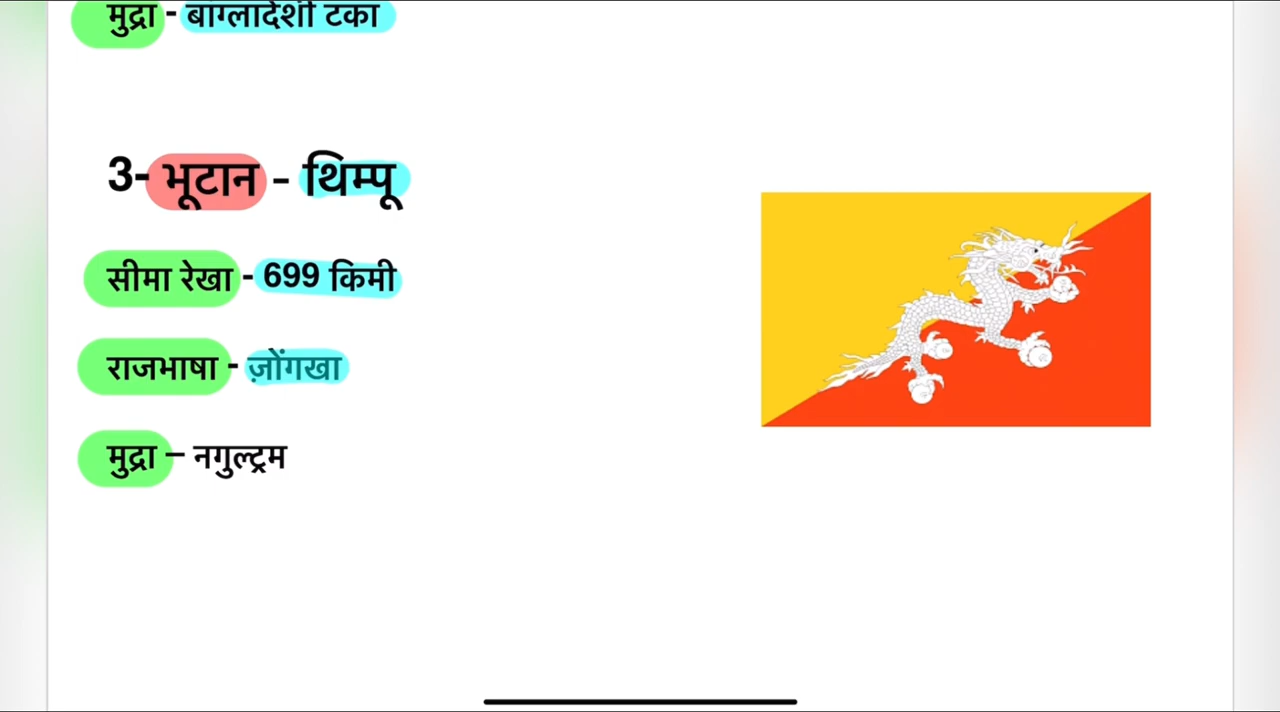 मुद्रा - बांग्लादेशी टका
3- भूटान – थिम्पू
सीमा रेखा - 699 किमी
राजभाषा - ज़ोंगखा
मुद्रा – नगुल्ट्रम